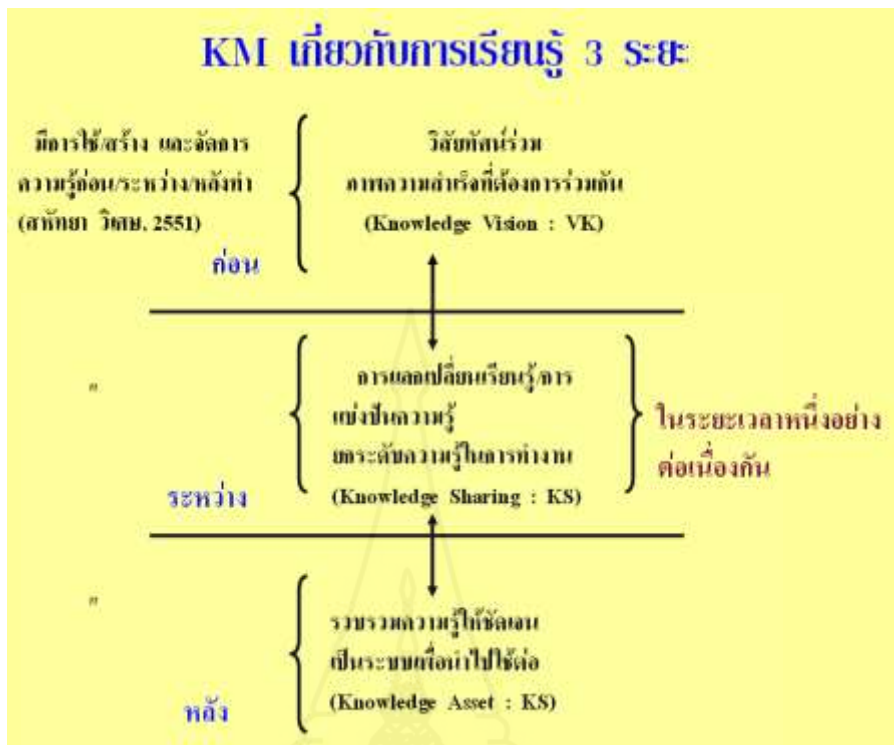 KM เกี่ยวกับการเรียนรู้ 3 ระยะ
มีการใช้/สร้าง และจัดการ
ความรู้ก่อน/ระหว่าง/หลังทำ
(สหัทยา วิเศษ, 2551)
ก่อน
วิสัยทัศน์ร่วม
ภาพความสำเร็จที่ต้องการร่วมกัน
(Knowledge Vision : VK)
"
ระหว่าง
การแลกเปลี่ยนเรียนรู้/การ
แบ่งปันความรู้
ยกระดับความรู้ในการทำงาน
(Knowledge Sharing : KS)
ในระยะเวลาหนึ่งอย่าง
ต่อเนื่องกัน
"
หลัง
รวบรวมความรู้ให้ชัดเจน
เป็นระบบเพื่อนำไปใช้ต่อ
(Knowledge Asset : KS)